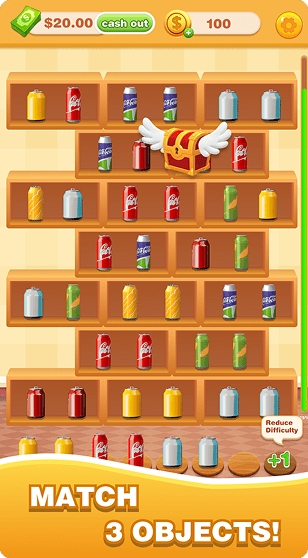 $20.00 cash out 100
Reduce
Difficulty
+1
MATCH
3 OBJECTS!